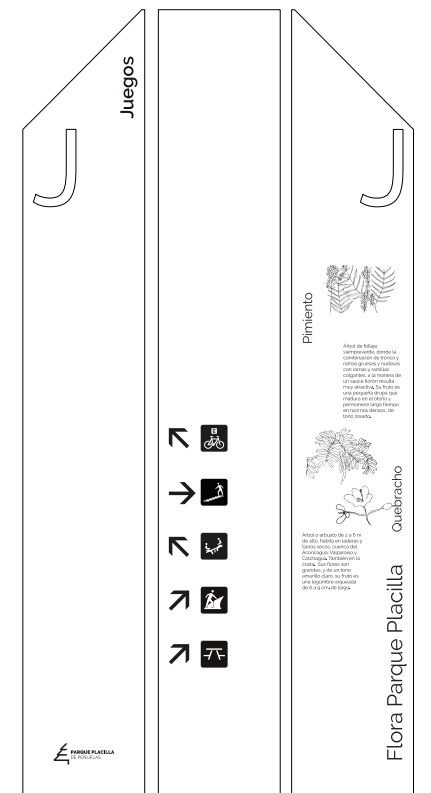 Juegos
J
PARQUE PLACILLA
DE PEÑUELAS
E
J
Pimiento
Árbol de follaje
siempreverde, donde la
combinación de tronco y
ramas gruesas y nudosas
con ramas y ramillas
colgantes, a la manera de
un sauce llorón resulta
muy atractiva. Su fruto es
una pequeña drupa que
madura en el otoño y
permanece largo tiempo
en racimos densos, de
tono rosado.
Quebracho
Árbol o arbusto de 2 a 6 m
de alto, habita en laderas y
llanos secos, cuenca del
Aconcagua, Valparaíso y
Colchagua. También en la
costa. Sus flores son
grandes, y de un tono
amarillo claro, su fruto es
una legumbre arqueada
de 6 a 9 cm. de largo.
Flora Parque Placilla